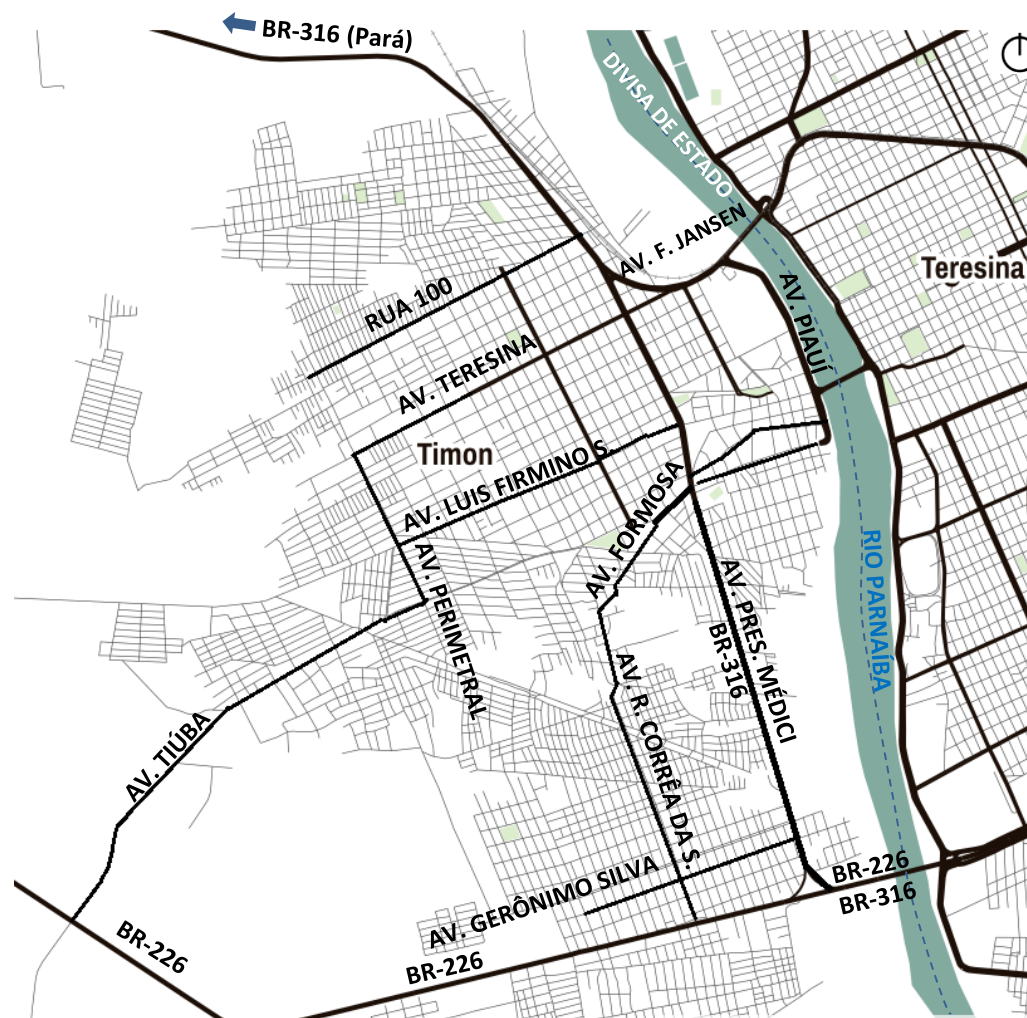 BR-316 (Pará)
DIVISA DE ESTADO
AV. F. JANSEN
Teresina
RUA 100
AV. PIAUÍ
AV. TERESINA
Timon
AV. LUIS FIRMINO S.
AV. FORMOSA
AV. PERIMETRAL
AV. PRES. MÉDICI
BR-316
RIO PARNAÍBA
AV. R. CORRÊA DA S.
AV. TIÚBA
AV. GERÔNIMO SILVA
BR-226
BR-316
BR-226
BR-226